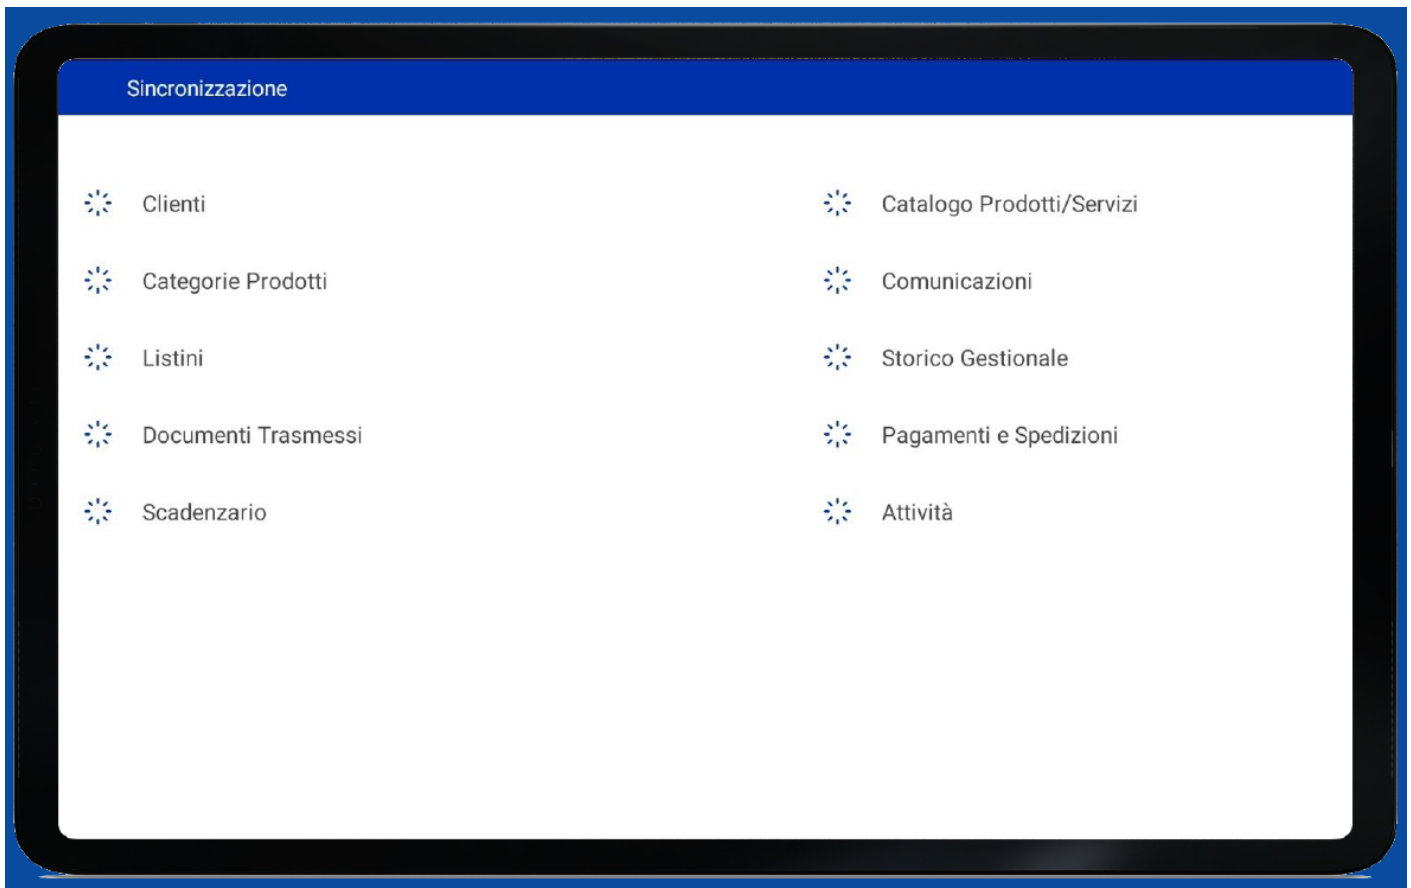 Sincronizzazione
Clienti
Catalogo Prodotti/Servizi
Categorie Prodotti
Comunicazioni
Listini
Storico Gestionale
Documenti Trasmessi
Pagamenti e Spedizioni
Scadenzario
Attività